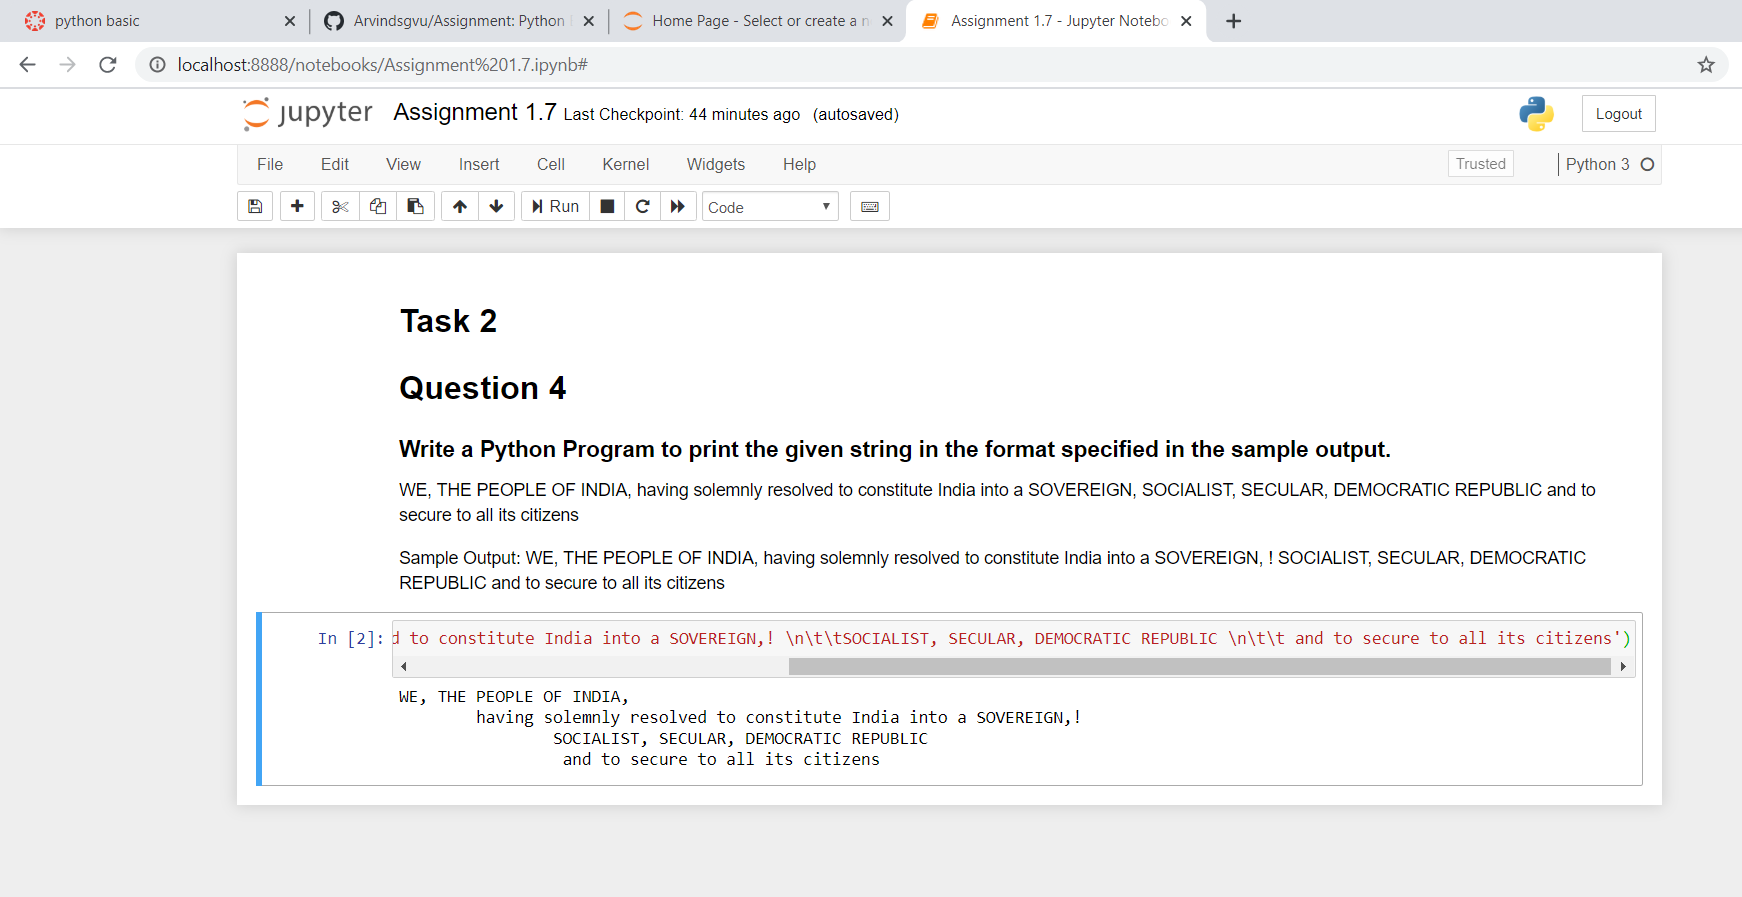 python basic
Arvindsgvu/Assignment: Python
Home Page - Select or create a n
Assignment 1.7 - Jupyter Notebo
localhost:8888/notebooks/Assignment%201.7.ipynb#
jupyter Assignment 1.7 Last Checkpoint: 44 minutes ago (autosaved)
Logout
File Edit View Insert Cell Kernel Widgets Help
Trusted
Python 3
Run
Code
Task 2
Question 4
Write a Python Program to print the given string in the format specified in the sample output.
WE, THE PEOPLE OF INDIA, having solemnly resolved to constitute India into a SOVEREIGN, SOCIALIST, SECULAR, DEMOCRATIC REPUBLIC and to
secure to all its citizens
Sample Output: WE, THE PEOPLE OF INDIA, having solemnly resolved to constitute India into a SOVEREIGN, ! SOCIALIST, SECULAR, DEMOCRATIC
REPUBLIC and to secure to all its citizens
In [2]: d to constitute India into a SOVEREIGN,! \n\t\tSOCIALIST, SECULAR, DEMOCRATIC REPUBLIC \n\t\t and to secure to all its citizens')
WE, THE PEOPLE OF INDIA,
having solemnly resolved to constitute India into a SOVEREIGN,!
SOCIALIST, SECULAR, DEMOCRATIC REPUBLIC
and to secure to all its citizens